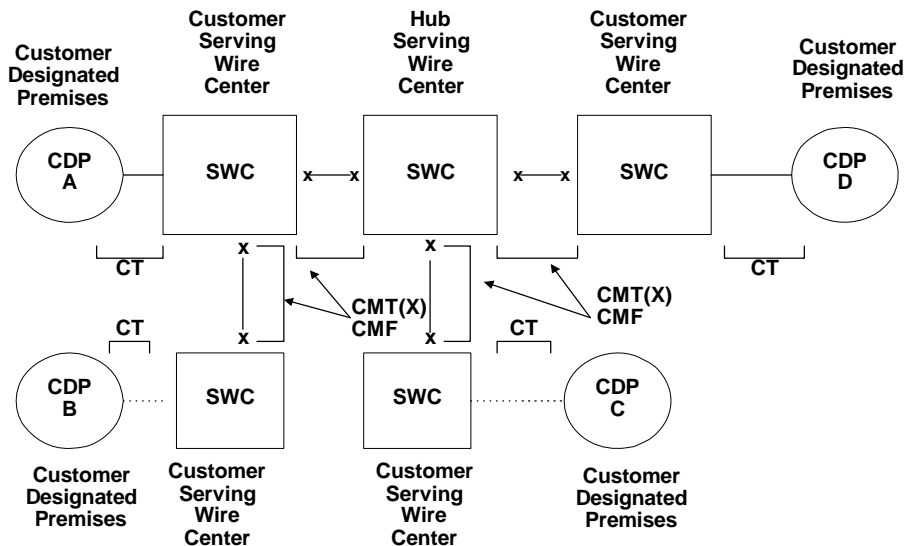 Customer
Designated
Premises
Customer
Serving
Wire
Center
Hub
Serving
Wire
Center
Customer
Serving
Wire
Center
Customer
Designated
Premises
CDP
A
SWC
x
x
SWC
x
x
SWC
CDP
D
CT
x
x
CMT(X)
CMF
x
x
CMT(X)
CMF
CT
CT
CT
CDP
B
SWC
SWC
CDP
C
Customer
Designated
Premises
Customer
Serving
Wire
Center
Customer
Serving
Wire
Center
Customer
Designated
Premises